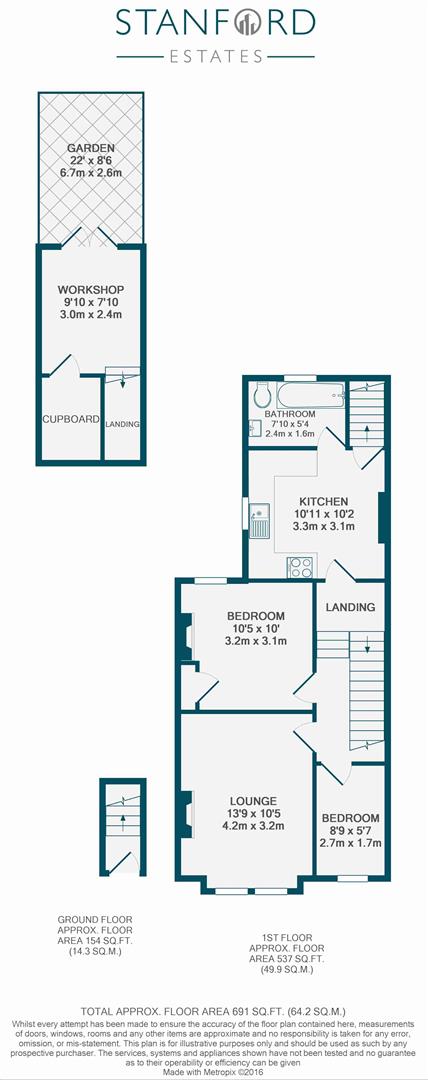 STANFORD
ESTATES
GARDEN
22' x 8'6
6.7m x 2.6m
WORKSHOP
9'10 x 7'10
3.0m x 2.4m
CUPBOARD
LANDING
BATHROOM
7'10 x 5'4
2.4m x 1.6m
KITCHEN
10'11 x 10'2
3.3m x 3.1m
LANDING
BEDROOM
10'5 x 10'
3.2m x 3.1m
LOUNGE
13'9 x 10'5
4.2m x 3.2m
BEDROOM
8'9 x 5'7
2.7m x 1.7m
GROUND FLOOR
APPROX. FLOOR
AREA 154 SQ.FT.
(14.3 SQ.M.)
1ST FLOOR
APPROX. FLOOR
AREA 537 SQ.FT.
(49.9 SQ.M.)
TOTAL APPROX. FLOOR AREA 691 SQ.FT. (64.2 SQ.M.)
Whilst every attempt has been made to ensure the accuracy of the floor plan contained here, measurements
of doors, windows, rooms and any other items are approximate and no responsibility is taken for any error,
omission, or mis-statement. This plan is for illustrative purposes only and should be used as such by any
prospective purchaser. The services, systems and appliances shown have not been tested and no guarantee
as to their operability or efficiency can be given
Made with Metropix ©2016